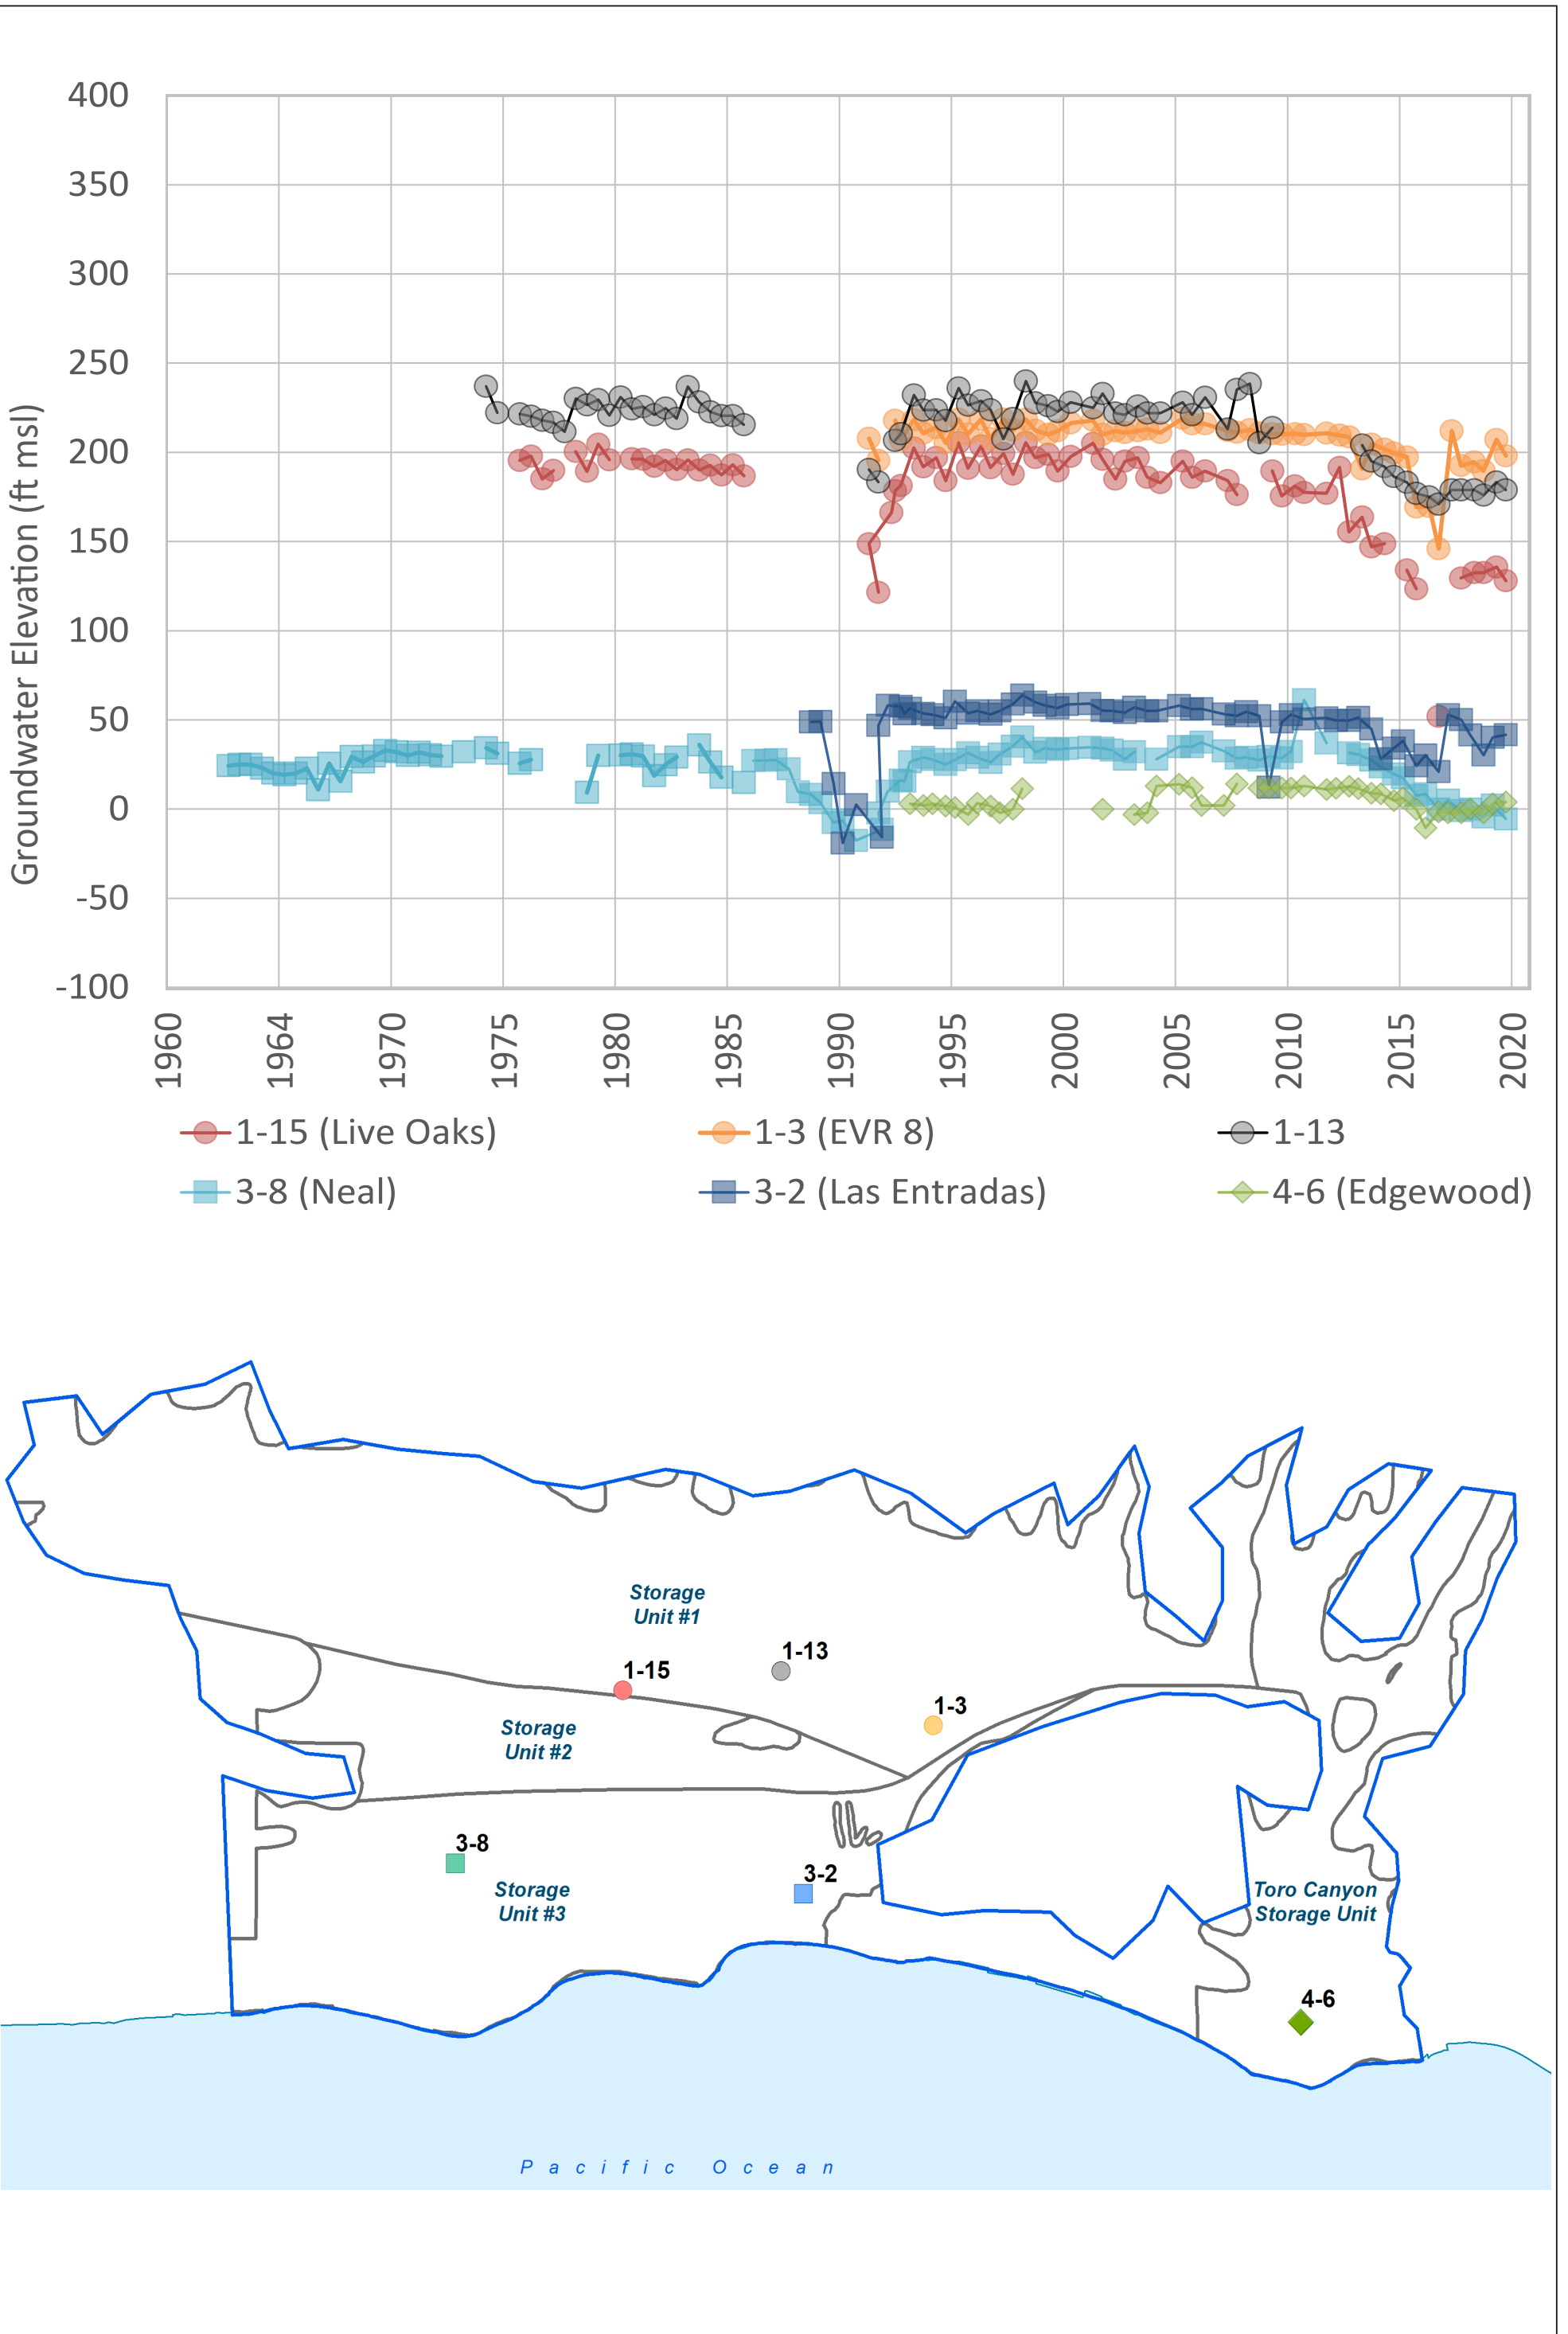 400
350
300
250
200
150
100
50
0
-50
-100
Groundwater Elevation (ft msl)
1960
1964
1970
1975
1980
1985
1990
1995
2000
2005
2010
2015
2020
1-15 (Live Oaks)
1-3 (EVR 8)
1-13
3-8 (Neal)
3-2 (Las Entradas)
4-6 (Edgewood)
Storage
Unit #1
1-13
1-15
1-3
Storage
Unit #2
3-8
3-2
Storage
Unit #3
Toro Canyon
Storage Unit
4-6
Pacific Ocean